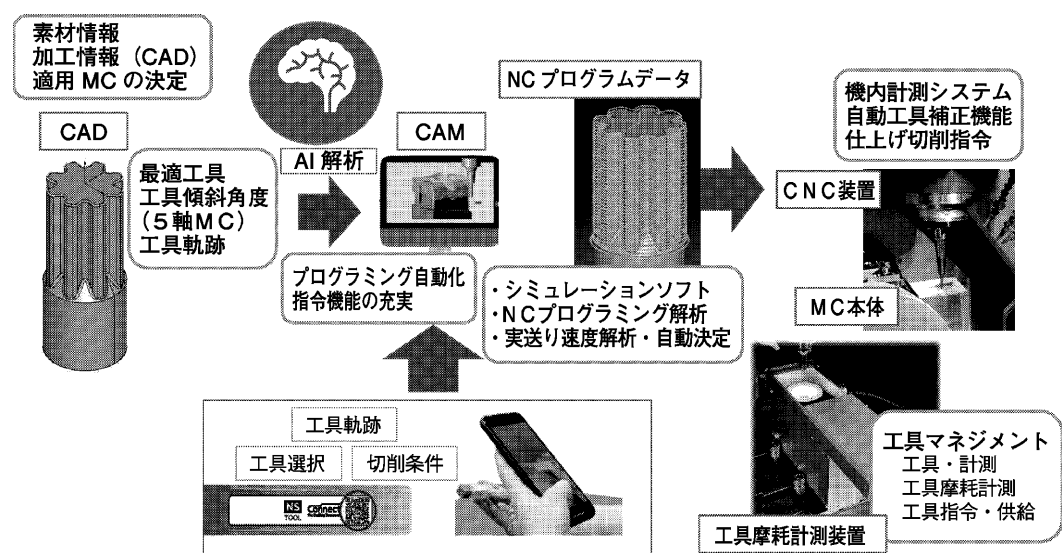 素材情報
加工情報（CAD）
適用 MC の決定
CAD
最適工具
工具傾斜角度
（５軸ＭＣ）
工具軌跡
AI 解析
CAM
プログラミング自動化
指令機能の充実
NC プログラムデータ
・シミュレーションソフト
・ＮＣプログラミング解析
・実送り速度解析・自動決定
機内計測システム
自動工具補正機能
仕上げ切削指令
ＣＮＣ装置
ＭＣ本体
工具軌跡
工具選択
切削条件
NS
TOOL
Connect
工具マネジメント
工具・計測
工具摩耗計測
工具指令・供給
工具摩耗計測装置